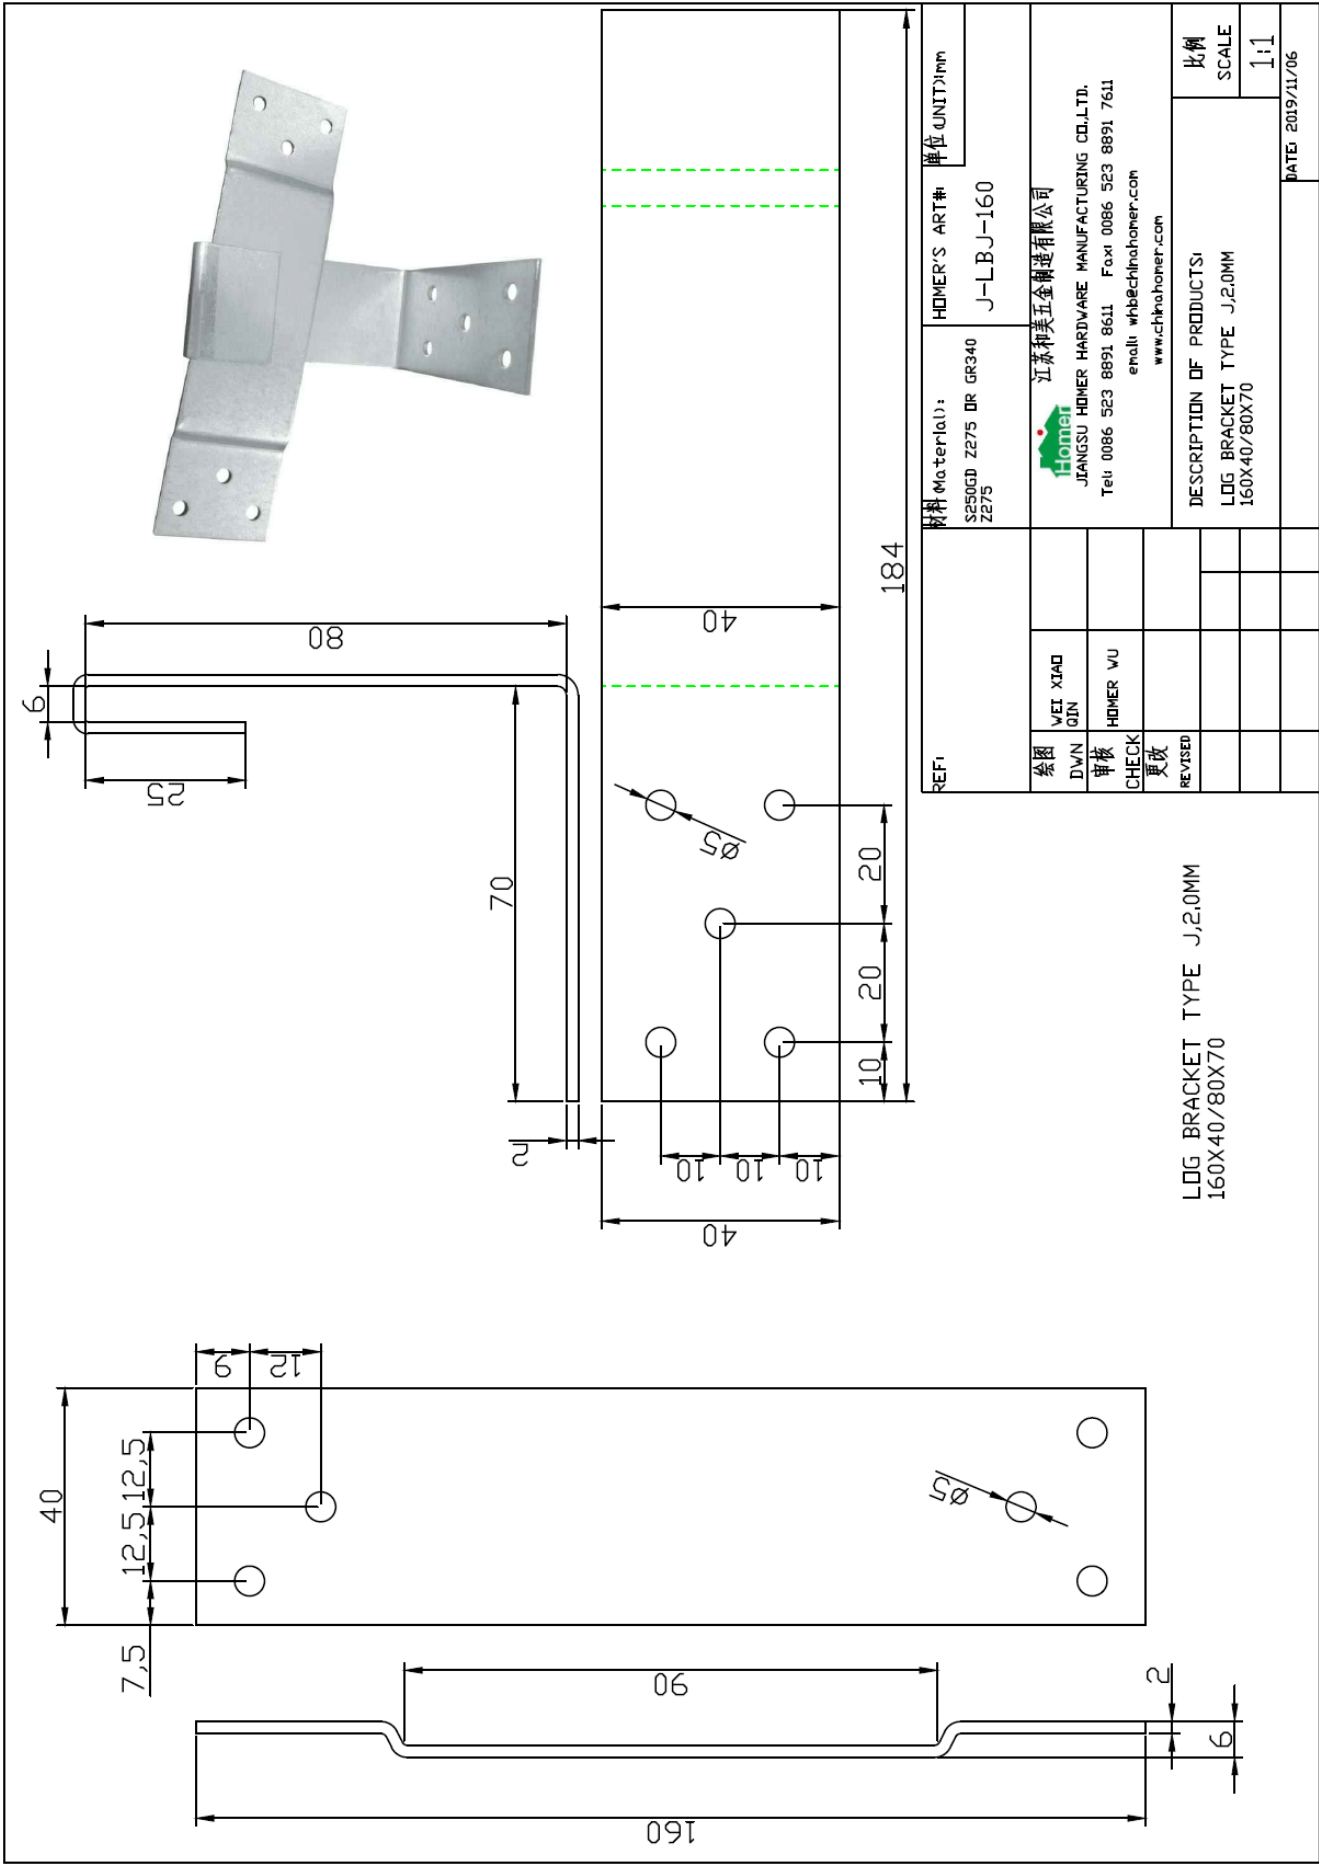 6
25
80
70
2
40
184
40
Ø5
20
20
10
10
10
10
40
9
12
12,5
12,5
7,5
Ø5
90
160
2
6
LOG BRACKET TYPE J,2.0MM
160X40/80X70
REF:
材料(Material):
S250GD Z275 OR GR340
Z275
HOMER'S ART#:
J-LBJ-160
单位(UNIT):mm
绘图
DWN
WEI XIAO
QIN
审核
CHECK
HOMER WU
更改
REVISED
江苏和美五金制造有限公司
Homer
JIANGSU HOMER HARDWARE MANUFACTURING CO.,LTD.
Tel: 0086 523 8891 8611 Fax: 0086 523 8891 7611
email: whb@chinahomer.com
www.chinahomer.com
DESCRIPTION OF PRODUCTS:
LOG BRACKET TYPE J,2.0MM
160X40/80X70
比例
SCALE
1:1
DATE: 2019/11/06